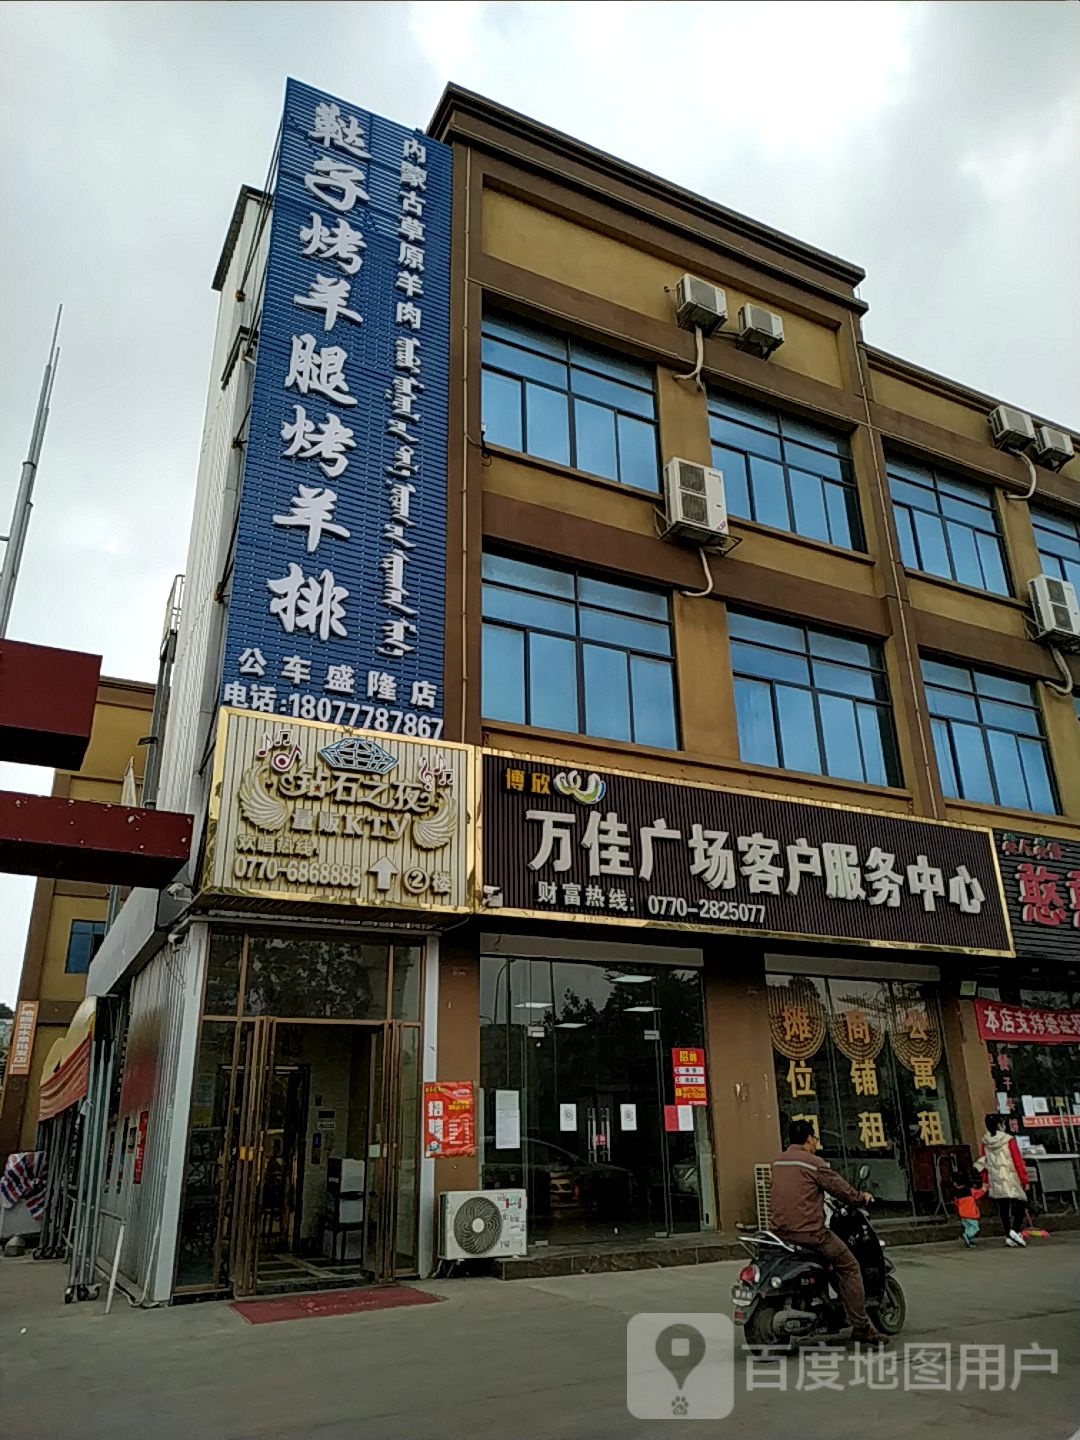 鞑子烤羊腿烤羊排
内蒙古草原羊肉
公车盛隆店
电话:18077787867
钻石之夜
量贩KTV
欢唱热线:
0770-6868888
②楼
博欣
万佳广场客户服务中心
财富热线: 0770-2825077
招聘
招聘
摊位
商铺租
公寓租
本店支持
百度地图用户